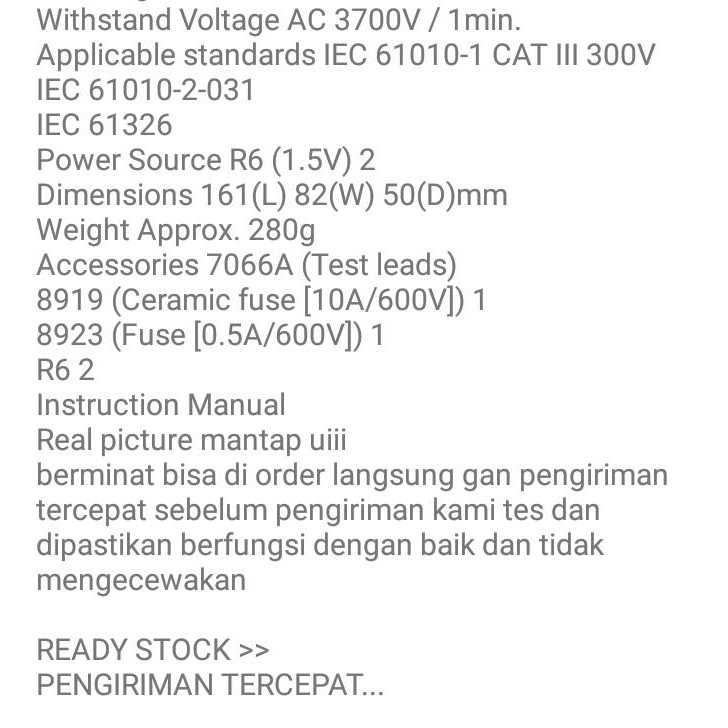 Withstand Voltage AC 3700V / 1min.
Applicable standards IEC 61010-1 CAT III 300V
IEC 61010-2-031
IEC 61326
Power Source R6 (1.5V) 2
Dimensions 161(L) 82(W) 50(D)mm
Weight Approx. 280g
Accessories 7066A (Test leads)
8919 (Ceramic fuse [10A/600V]) 1
8923 (Fuse [0.5A/600V]) 1
R6 2
Instruction Manual
Real picture mantap uiii
berminat bisa di order langsung gan pengiriman
tercepat sebelum pengiriman kami tes dan
dipastikan berfungsi dengan baik dan tidak
mengecewakan
READY STOCK >>
PENGIRIMAN TERCEPAT...